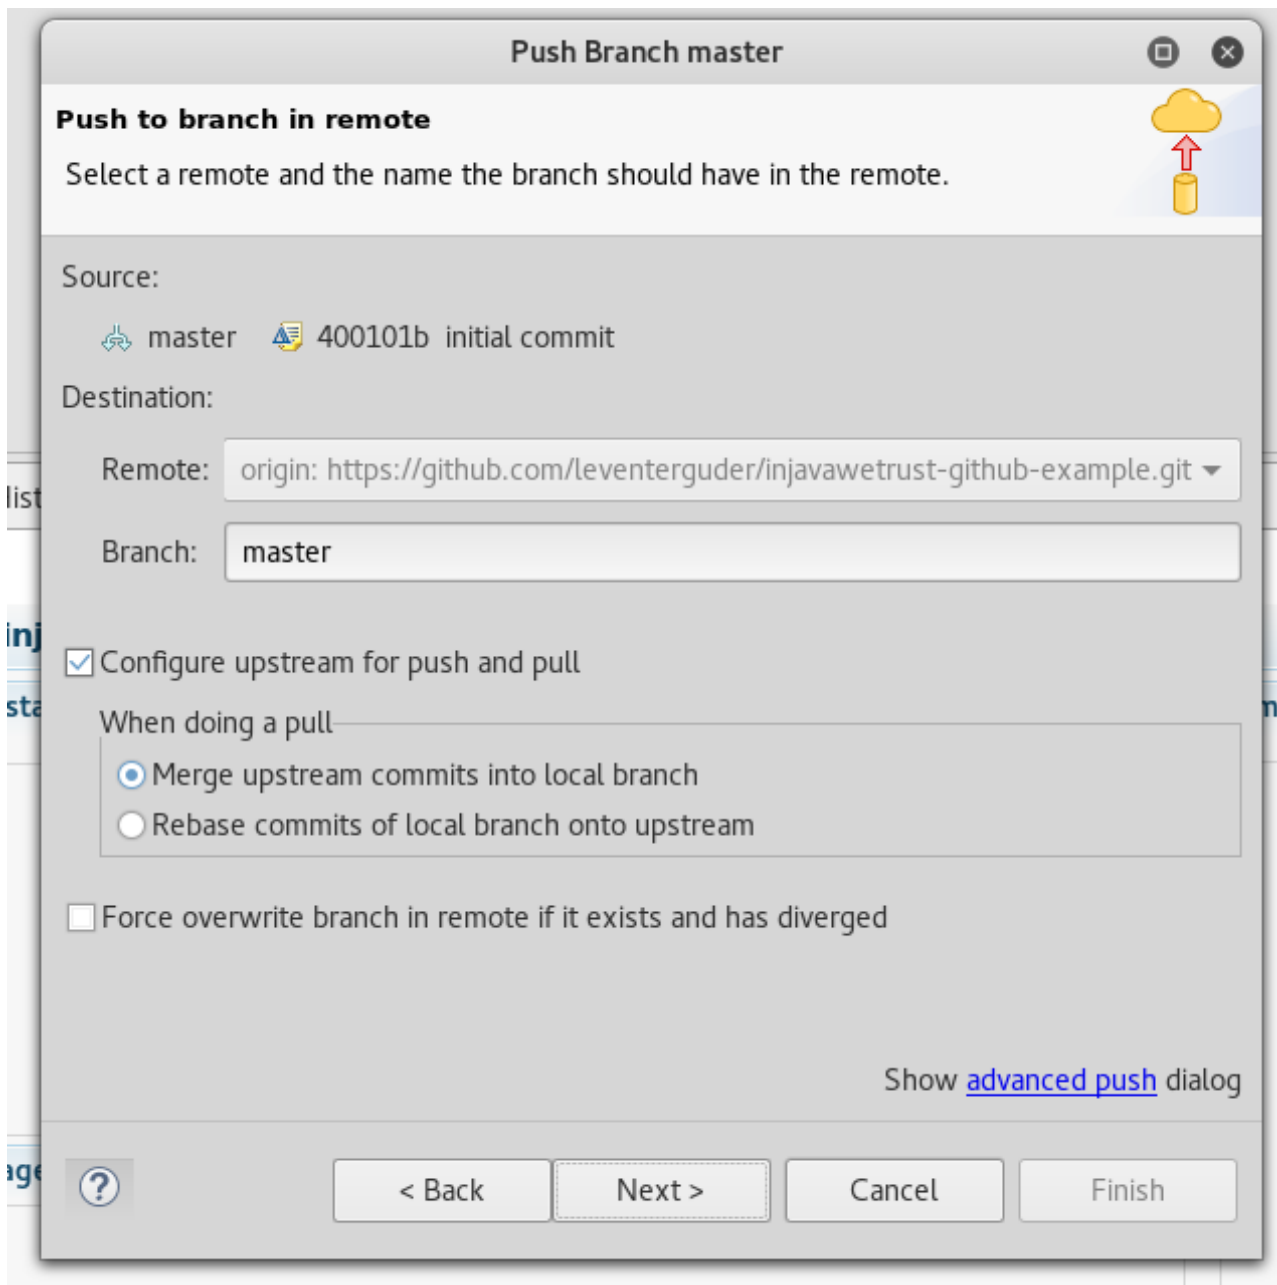 Push Branch master
Push to branch in remote
Select a remote and the name the branch should have in the remote.
Source:
master 400101b initial commit
Destination:
Remote: origin: https://github.com/leventerguder/injavawetrust-github-example.git
Branch: master
Configure upstream for push and pull
When doing a pull
Merge upstream commits into local branch
Rebase commits of local branch onto upstream
Force overwrite branch in remote if it exists and has diverged
Show advanced push dialog
? < Back Next > Cancel Finish